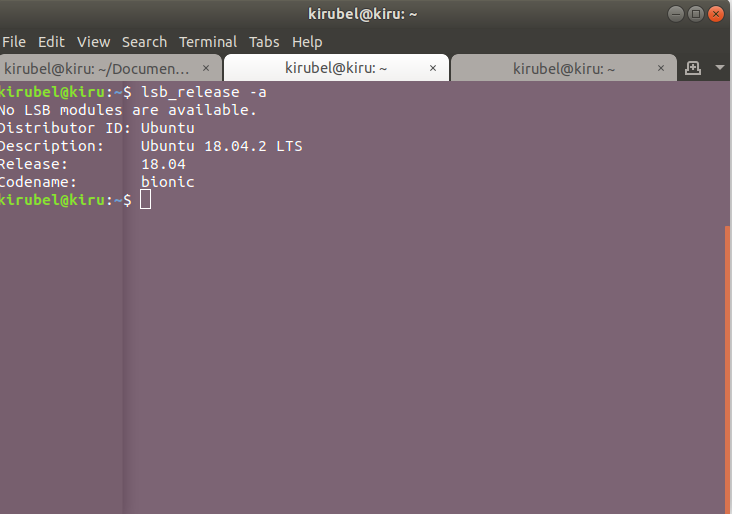 kirubel@kiru: ~
File Edit View Search Terminal Tabs Help
kirubel@kiru: ~/Documen... × kirubel@kiru: ~ × kirubel@kiru: ~ ×
kirubel@kiru:~$ lsb_release -a
No LSB modules are available.
Distributor ID: Ubuntu
Description: Ubuntu 18.04.2 LTS
Release: 18.04
Codename: bionic
kirubel@kiru:~$